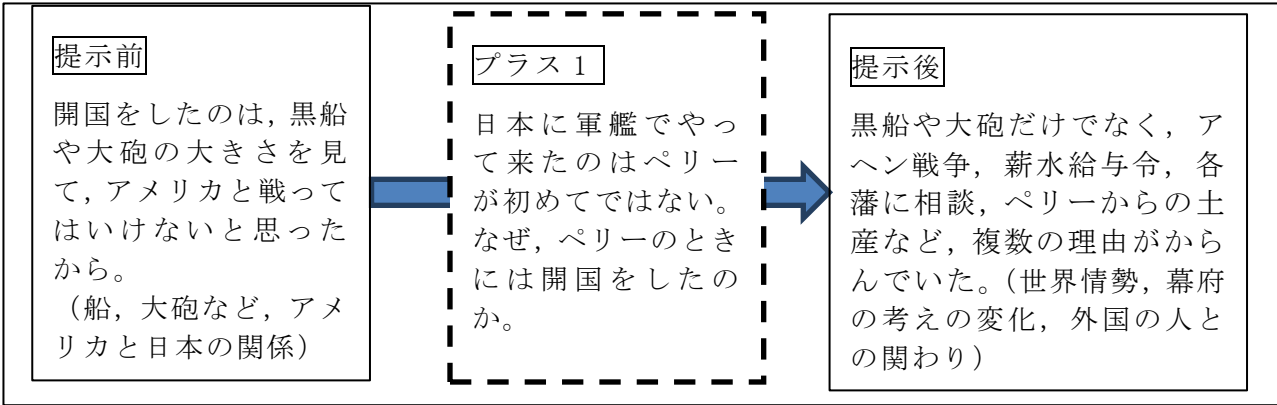 提示前
開国をしたのは，黒船
や大砲の大きさを見
て，アメリカと戦って
はいけないと思った
から。
（船，大砲など，アメ
リカと日本の関係）
プラス１
日本に軍艦でやっ
て来たのはペリー
が初めてではない。
なぜ，ペリーのとき
には開国をしたの
か。
提示後
黒船や大砲だけでなく，ア
ヘン戦争，薪水給与令，各
藩に相談，ペリーからの土
産など，複数の理由がから
んでいた。（世界情勢，幕府
の考えの変化，外国の人と
の関わり）